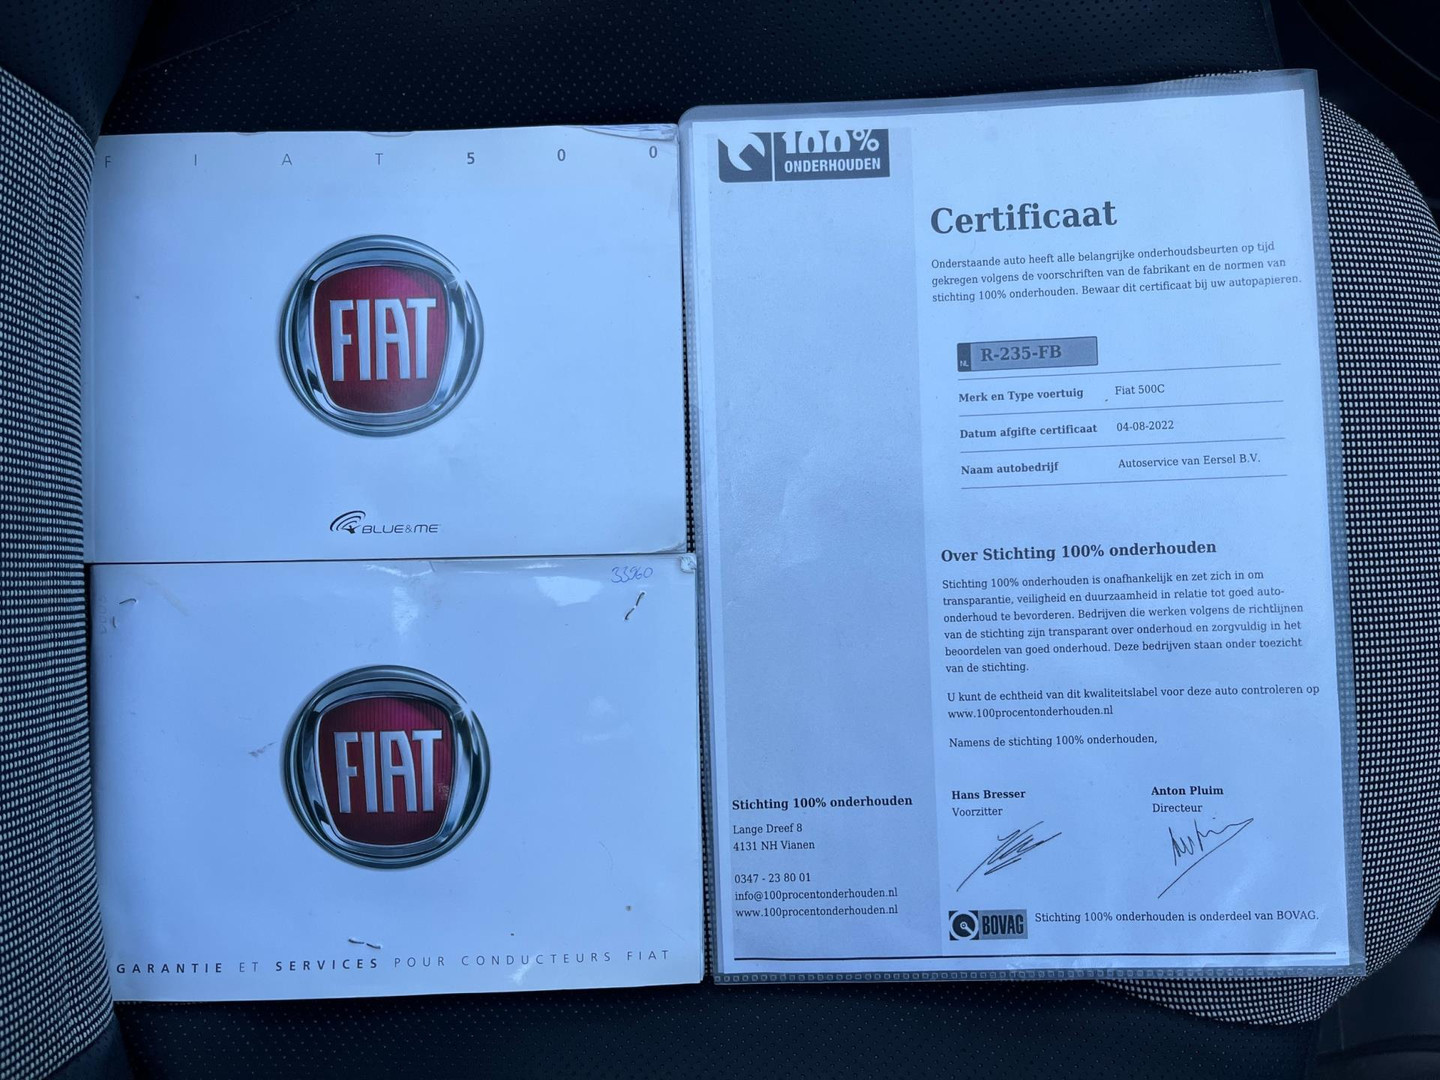 FIAT 500
FIAT
BLUE&ME
33960
FIAT
GARANTIE ET SERVICES POUR CONDUCTEURS FIAT
100%
ONDERHOUDEN
Certificaat
Onderstaande auto heeft alle belangrijke onderhoudsbeurten op tijd
gekregen volgens de voorschriften van de fabrikant en de normen van
stichting 100% onderhouden. Bewaar dit certificaat bij uw autopapieren.
NL R-235-FB
Merk en Type voertuig Fiat 500C
Datum afgifte certificaat 04-08-2022
Naam autobedrijf Autoservice van Eersel B.V.
Over Stichting 100% onderhouden
Stichting 100% onderhouden is onafhankelijk en zet zich in om
transparantie, veiligheid en duurzaamheid in relatie tot goed auto-
onderhoud te bevorderen. Bedrijven die werken volgens de richtlijnen
van de stichting zijn transparant over onderhoud en zorgvuldig in het
beoordelen van goed onderhoud. Deze bedrijven staan onder toezicht
van de stichting.
U kunt de echtheid van dit kwaliteitslabel voor deze auto controleren op
www.100procentonderhouden.nl
Namens de stichting 100% onderhouden,
Hans Bresser
Voorzitter
Anton Pluim
Directeur
Stichting 100% onderhouden
Lange Dreef 8
4131 NH Vianen
0347 - 23 80 01
info@100procentonderhouden.nl
www.100procentonderhouden.nl
BOVAG Stichting 100% onderhouden is onderdeel van BOVAG.